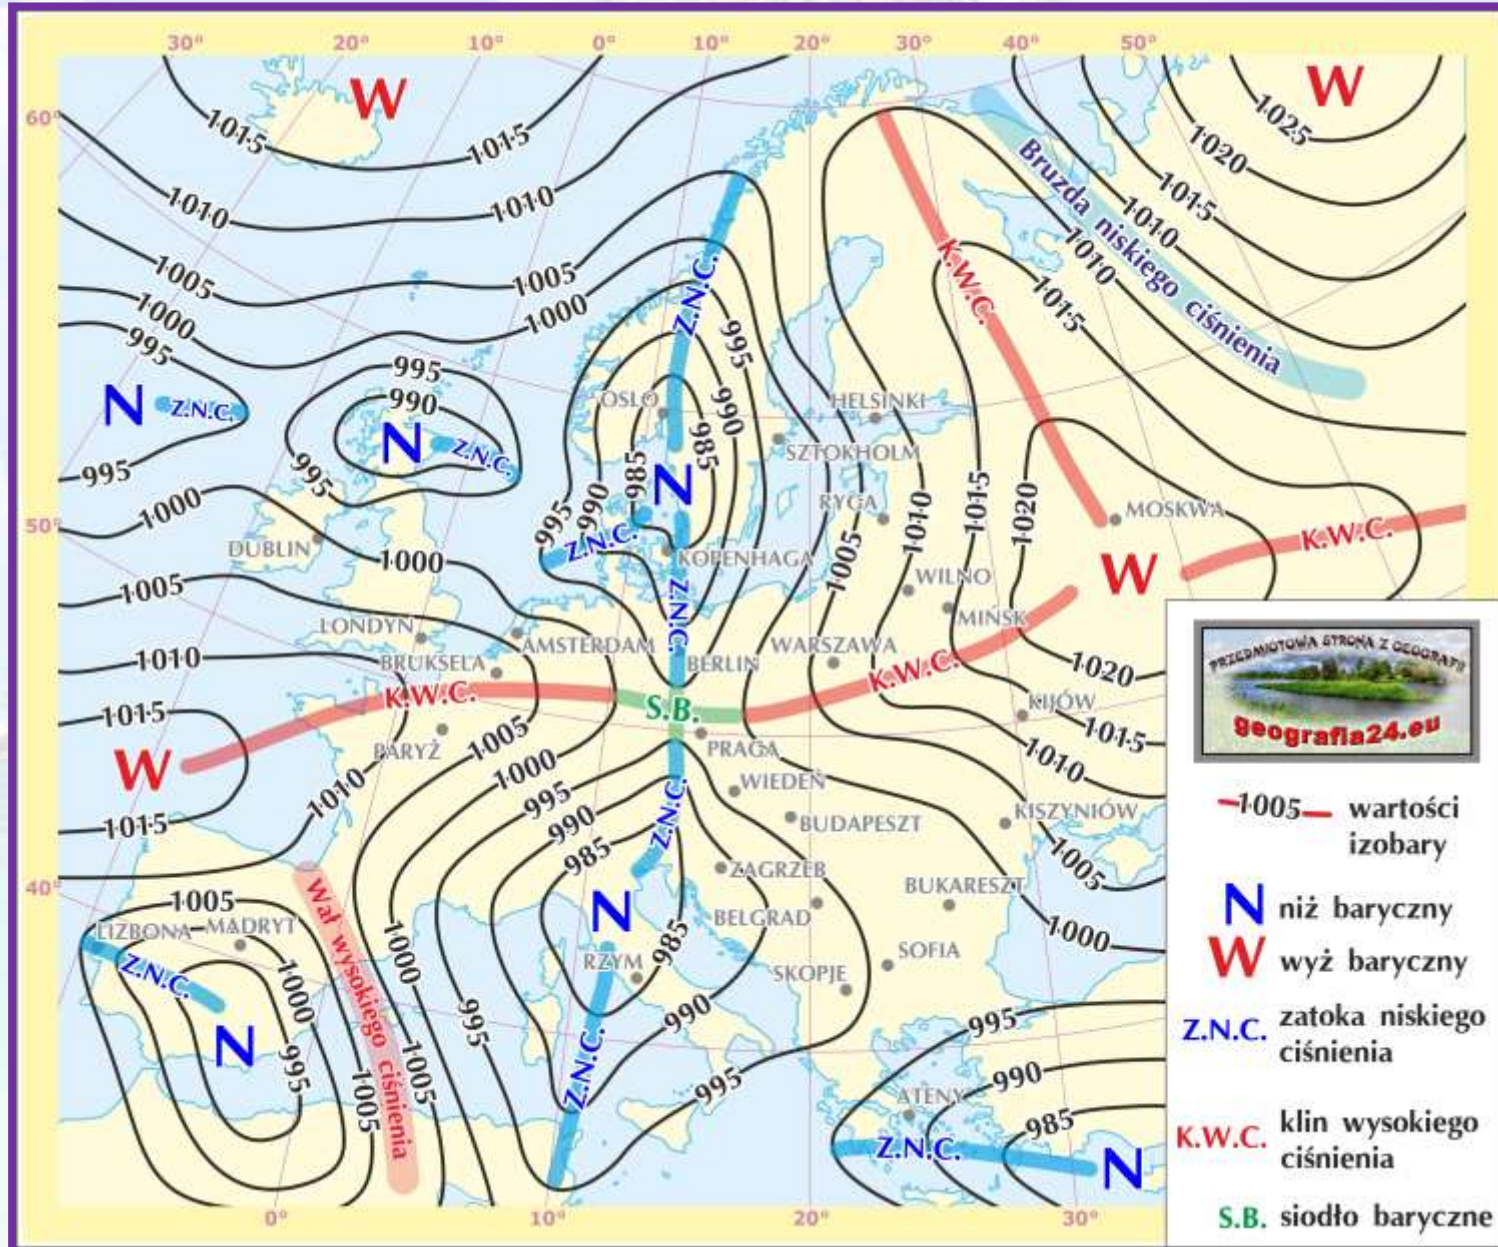 30° 20° 10° 0° 10° 20° 30° 40° 50°
60°
50°
40°
0° 10° 20° 30°
W
W
1015
1015
1025
1020
1015
1010
1010
1010
1010
Bruzda niskiego ciśnienia
1005
1005
1000
1000
995
995
990
N
Z.N.C.
N
Z.N.C.
995
995
1000
Z.N.C.
995
990
985
985
990
995
OSLO
N
Z.N.C.
K.W.C.
1015
HELSINKI
SZTOKHOLM
RYGA
1005
1010
1015
1020
MOSKWA
W
K.W.C.
DUBLIN
1000
KOPENHAGA
Z.N.C.
WILNO
MIŃSK
1005
LONDYN
AMSTERDAM
BRUKSELA
BERLIN
WARSZAWA
K.W.C.
1020
1010
K.W.C.
S.B.
KIJÓW
1015
1015
PARYŻ
PRAGA
1010
W
1015
1010
1005
1000
995
990
985
Z.N.C.
WIEDEŃ
BUDAPESZT
KISZYNIÓW
1005
ZAGRZEB
BUKARESZT
BELGRAD
1000
1005
LIZBONA
MADRYT
Wał wysokiego ciśnienia
Z.N.C.
N
1000
995
1000
1005
1005
995
N
RZYM
985
990
995
Z.N.C.
SKOPJE
SOFIA
995
990
985
ATENY
Z.N.C.
N
PRZEDMIOTOWA STRONA Z GEOGRAFII
geografia24.eu
1005 wartości
izobary
N niż baryczny
W wyż baryczny
Z.N.C. zatoka niskiego
ciśnienia
K.W.C. klin wysokiego
ciśnienia
S.B. siodło baryczne